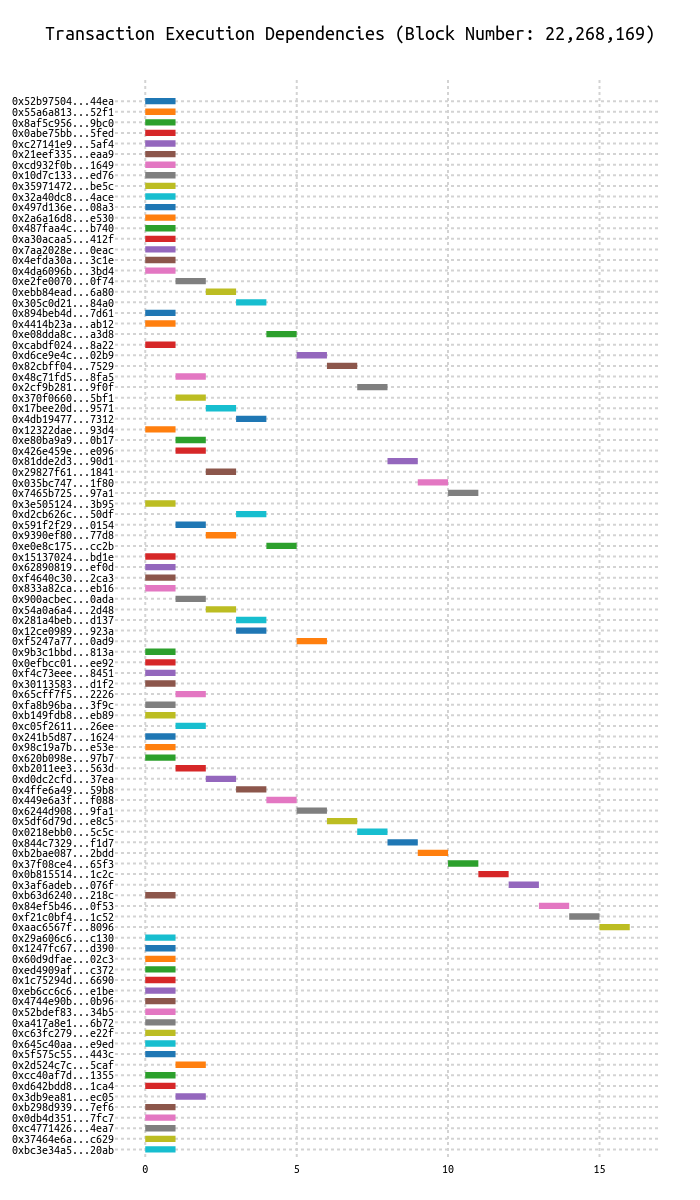 Transaction Execution Dependencies (Block Number: 22,268,169)
0x52b97504...44ea
0x55a6a813...52f1
0x8af5c956...9bc0
0x0abe75bb...5fed
0xc27141e9...5af4
0x21eef335...eaa9
0xcd932f0b...1649
0x10d7c133...ed76
0x35971472...be5c
0x32a40dc8...4ace
0x497d136e...08a3
0x2a6a16d8...e530
0x487faa4c...b740
0xa30acaa5...412f
0x7aa2028e...0eac
0x4efda30a...3c1e
0x4da6096b...3bd4
0xe2fe0070...0f74
0xebb84ead...6a80
0x305c0d21...84a0
0x894beb4d...7d61
0x4414b23a...ab12
0xe08dda8c...a3d8
0xcabdf024...8a22
0xd6ce9e4c...02b9
0x82cbff04...7529
0x48c71fd5...8fa5
0x2cf9b281...9f0f
0x370f0660...5bf1
0x17bee20d...9571
0x4db19477...7312
0x12322dae...93d4
0xe80ba9a9...0b17
0x426e459e...e096
0x81dde2d3...90d1
0x29827f61...1841
0x035bc747...1f80
0x7465b725...97a1
0x3e505124...3b95
0xd2cb626c...50df
0x591f2f29...0154
0x9390ef80...77d8
0xe0e8c175...cc2b
0x15137024...bd1e
0x62890819...ef0d
0xf4640c30...2ca3
0x833a82ca...eb16
0x900acbec...0ada
0x54a0a6a4...2d48
0x281a4beb...d137
0x12ce0989...923a
0xf5247a77...0ad9
0x9b3c1bbd...813a
0x0efbcc01...ee92
0xf4c73eee...8451
0x30113583...d1f2
0x65cff7f5...2226
0xfa8b96ba...3f9c
0xb149fdb8...eb89
0xc05f2611...26ee
0x241b5d87...1624
0x98c19a7b...e53e
0x620b098e...97b7
0xb2011ee3...563d
0xd0dc2cfd...37ea
0x4ffe6a49...59b8
0x449e6a3f...f088
0x6244d908...9fa1
0x5df6d79d...e8c5
0x0218ebb0...5c5c
0x844c7329...f1d7
0xb2bae087...2bdd
0x37f08ce4...65f3
0x0b815514...1c2c
0x3af6adeb...076f
0xb63d6240...218c
0x84ef5b46...0f53
0xf21c0bf4...1c52
0xaac6567f...8096
0x29a606c6...c130
0x1247fc67...d390
0x60d9dfae...02c3
0xed4909af...c372
0x1c75294d...6690
0xeb6cc6c6...e1be
0x4744e90b...0b96
0x52bdef83...34b5
0xa417a8e1...6b72
0xc63fc279...e22f
0x645c40aa...e9ed
0x5f575c55...443c
0x2d524c7c...5caf
0xcc40af7d...1355
0xd642bdd8...1ca4
0x3db9ea81...ec05
0xb298d939...7ef6
0x0db4d351...7fc7
0xc4771426...4ea7
0x37464e6a...c629
0xbc3e34a5...20ab
0 5 10 15